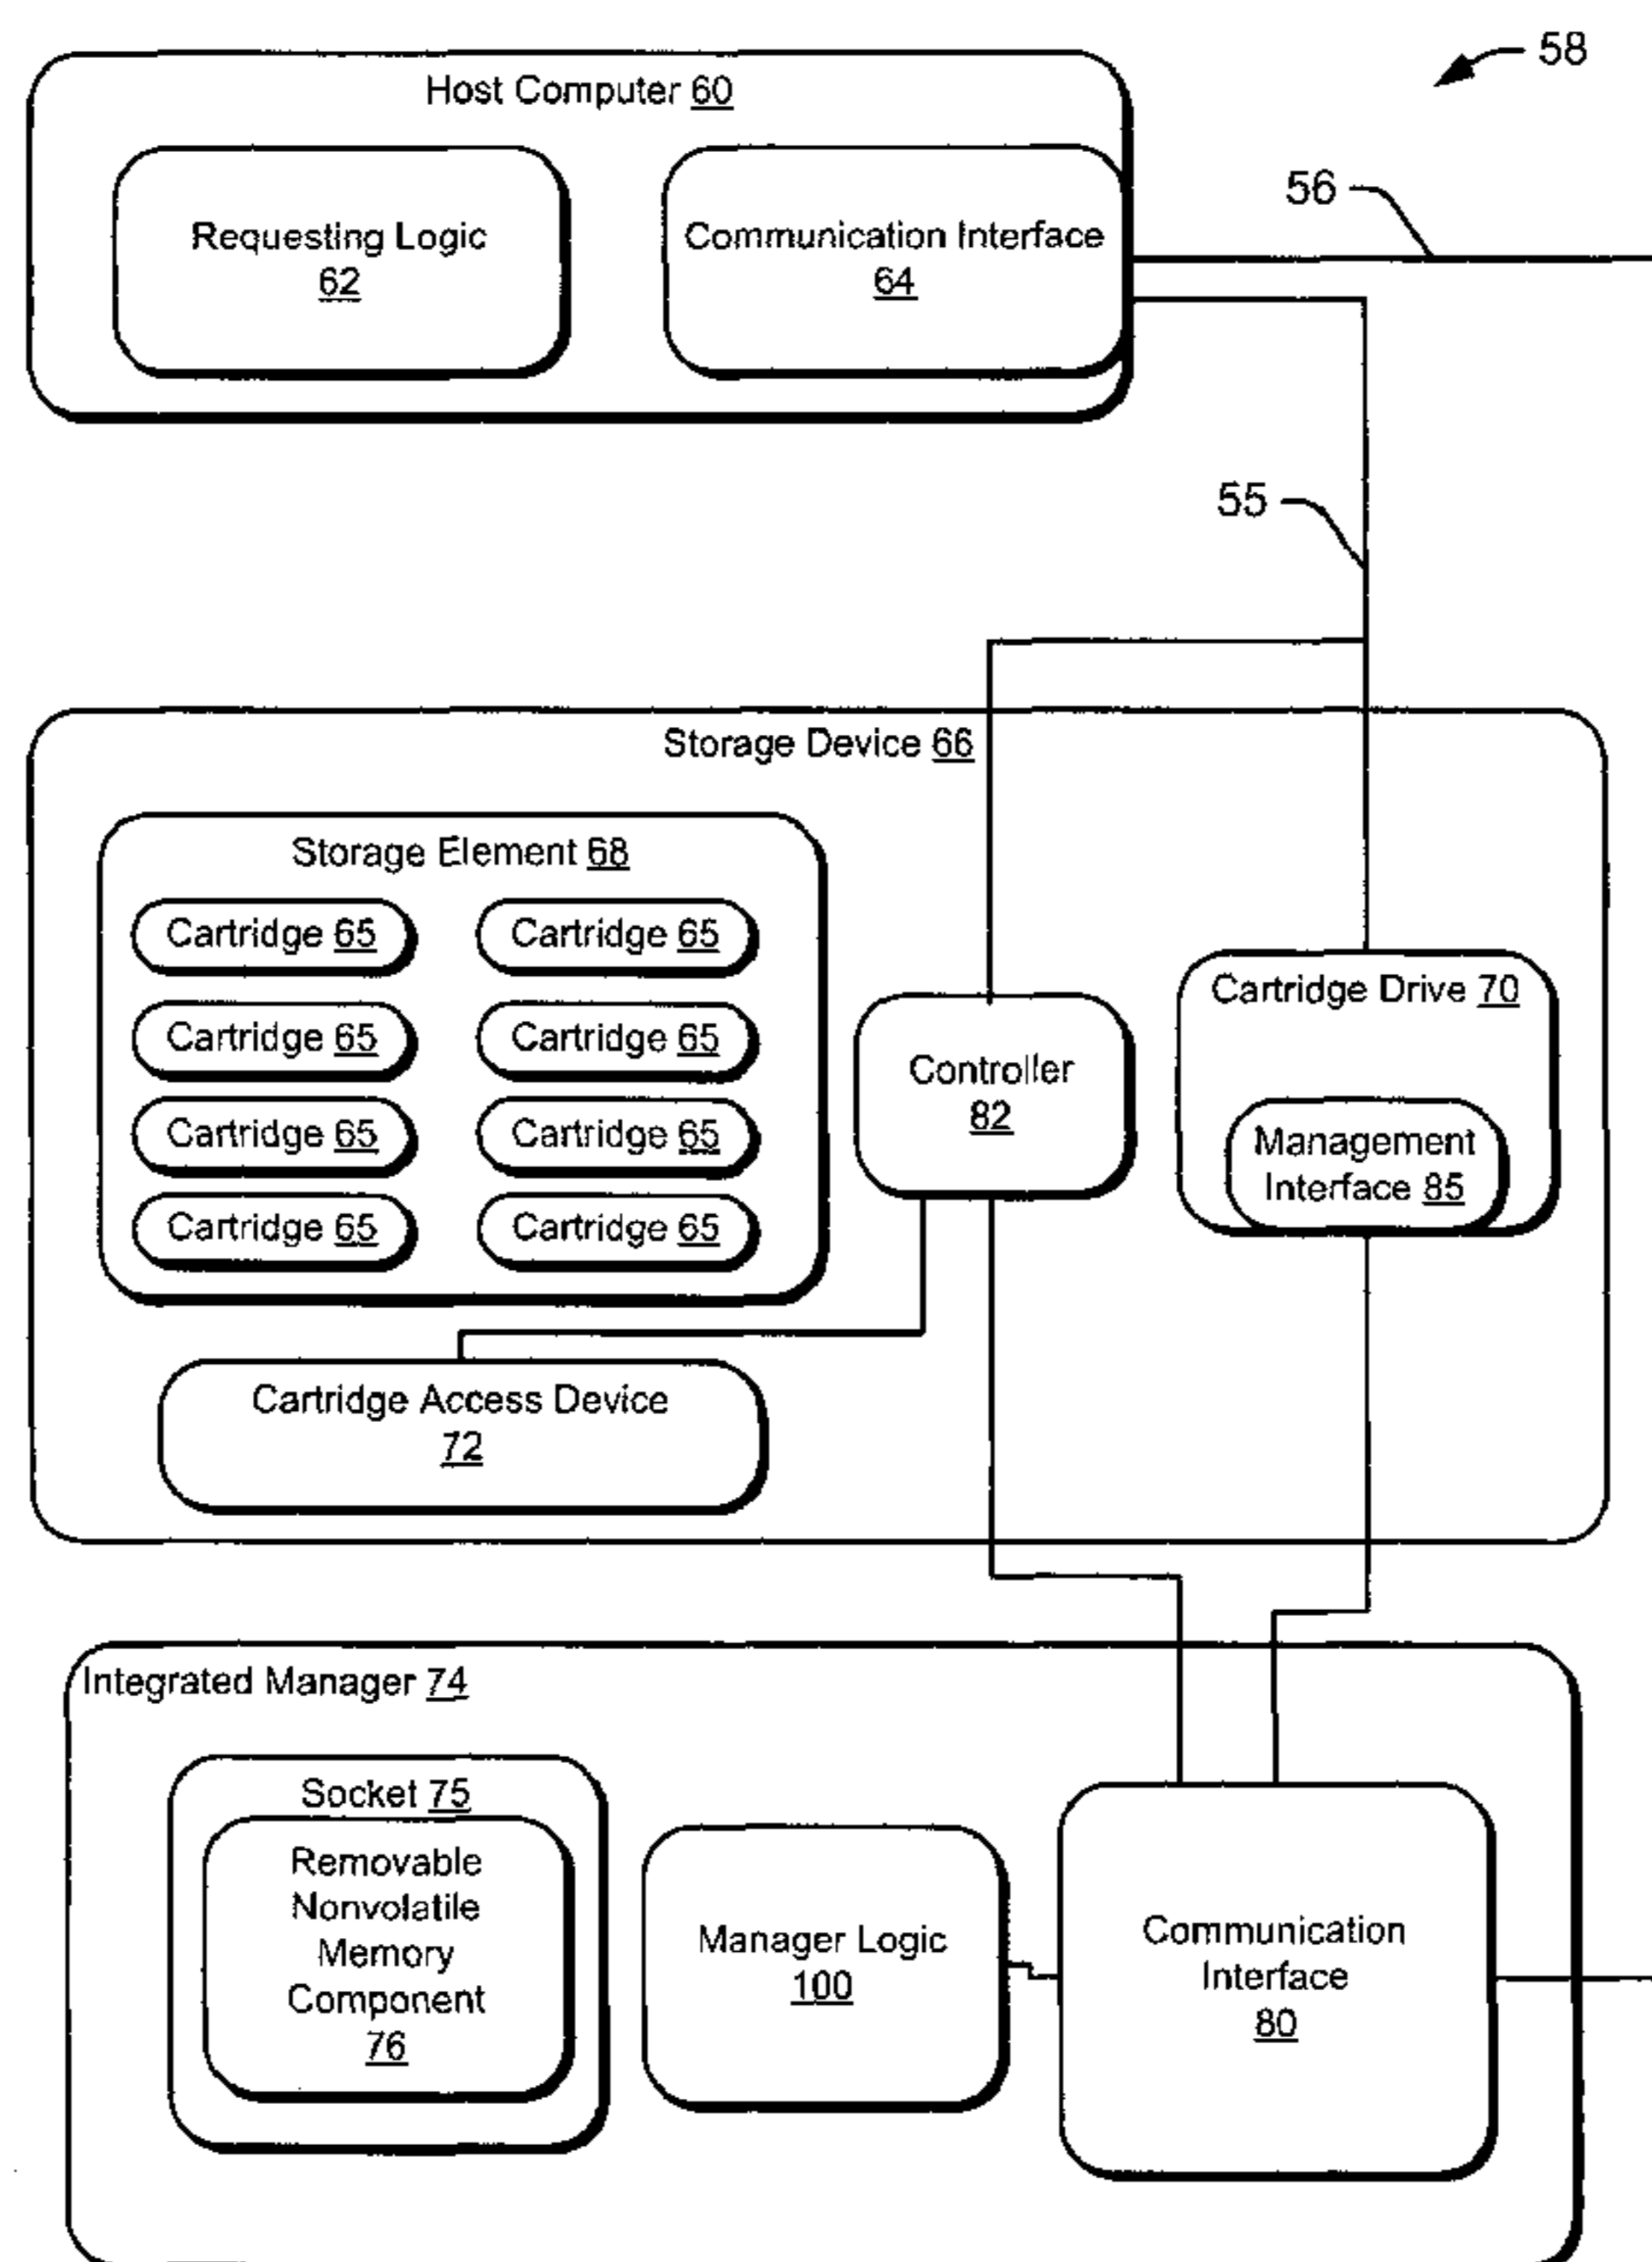 58
Host Computer 60
56
Requesting Logic
62
Communication Interface
64
55
Storage Device 66
Storage Element 68
Cartridge 65 Cartridge 65
Cartridge 65 Cartridge 65
Cartridge 65 Cartridge 65
Cartridge 65 Cartridge 65
Controller
82
Cartridge Drive 70
Management
Interface 85
Cartridge Access Device
72
Integrated Manager 74
Socket 75
Removable
Nonvolatile
Memory
Component
76
Manager Logic
100
Communication
Interface
80